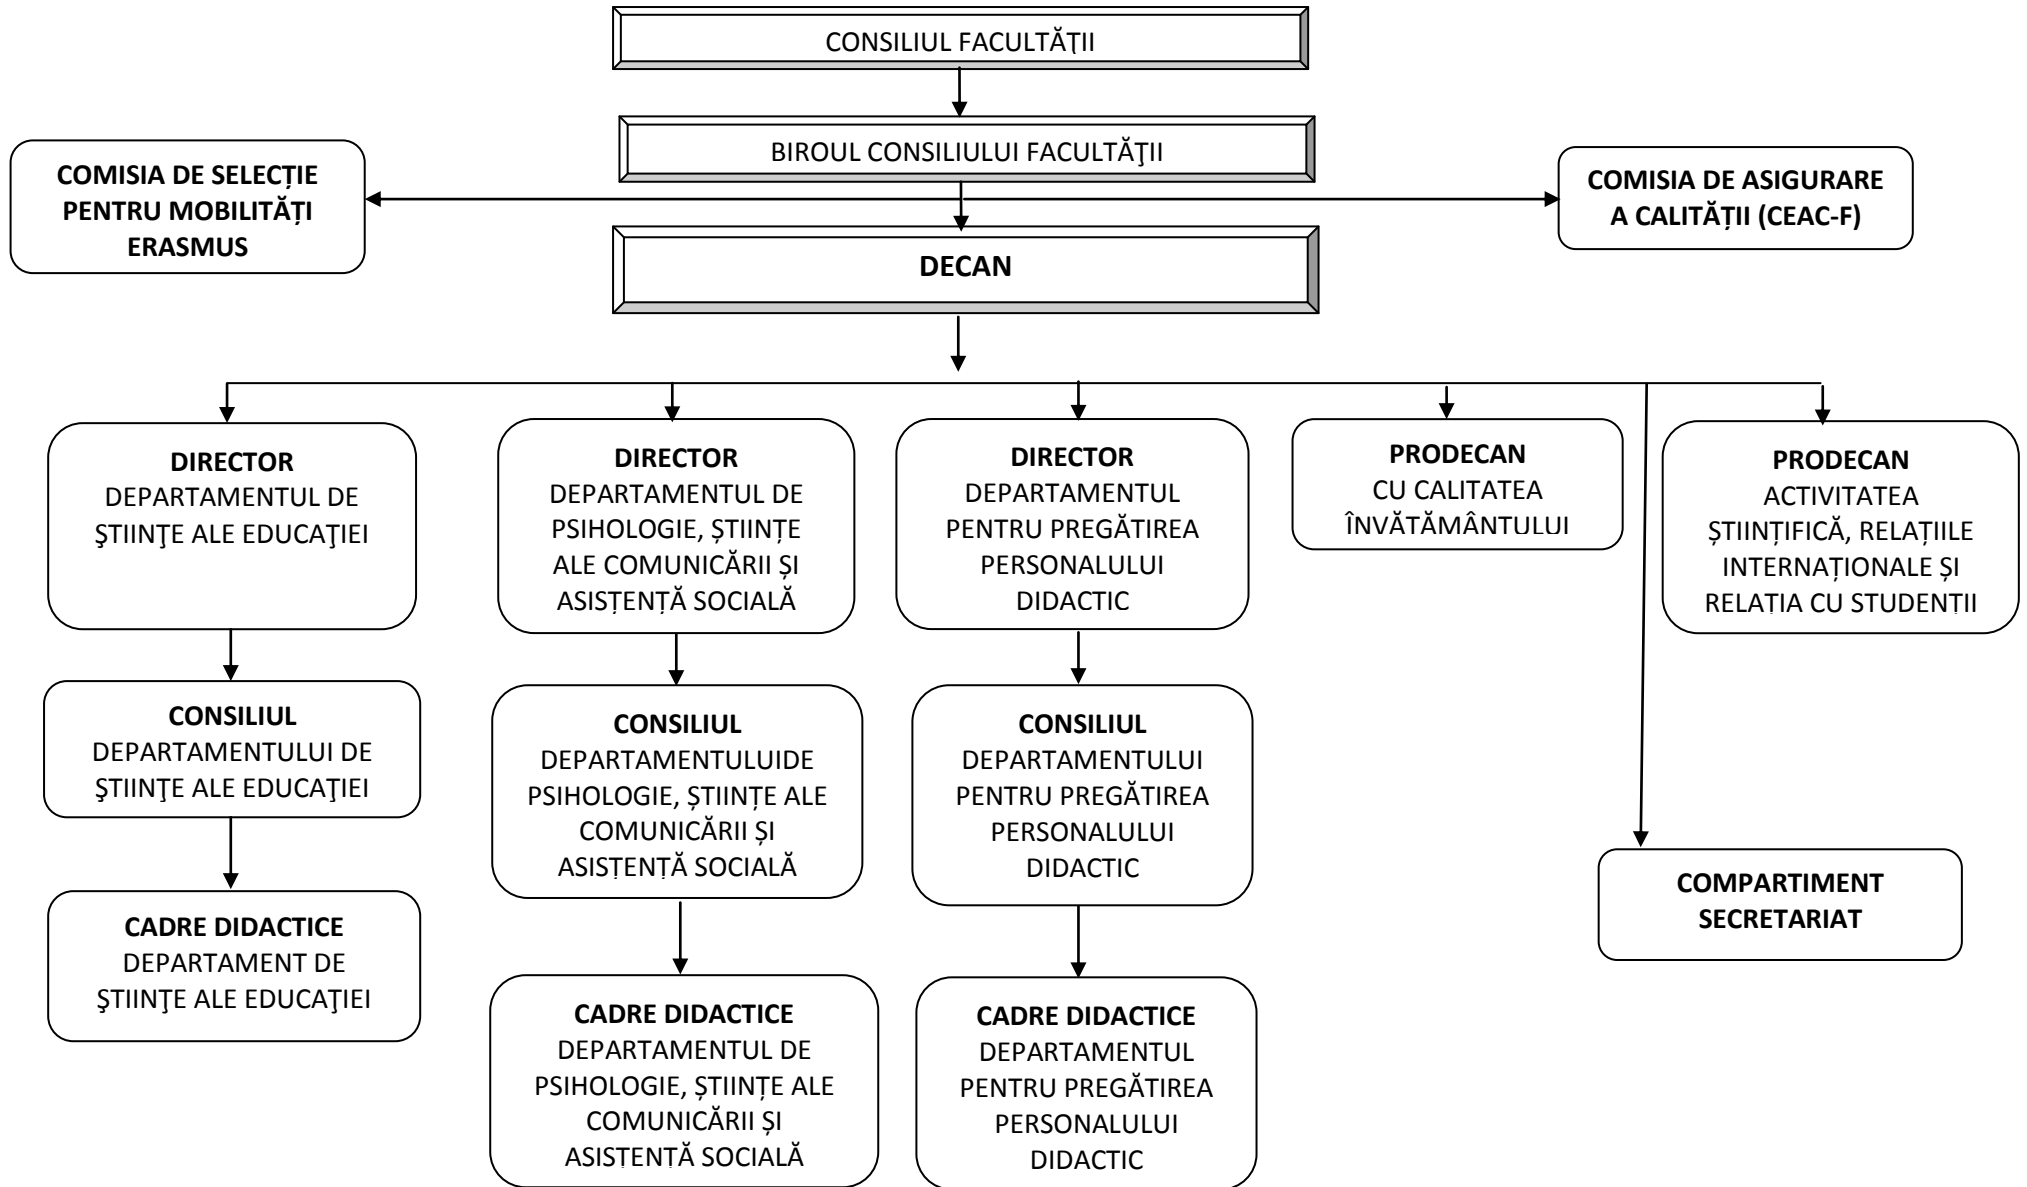 CONSILIUL FACULTĂŢII
BIROUL CONSILIULUI FACULTĂŢII
COMISIA DE SELECȚIE
PENTRU MOBILITĂȚI
ERASMUS
COMISIA DE ASIGURARE
A CALITĂȚII (CEAC-F)
DECAN
DIRECTOR
DEPARTAMENTUL DE
ŞTIINŢE ALE EDUCAŢIEI
DIRECTOR
DEPARTAMENTUL DE
PSIHOLOGIE, ȘTIINȚE
ALE COMUNICĂRII ȘI
ASISTENȚĂ SOCIALĂ
DIRECTOR
DEPARTAMENTUL
PENTRU PREGĂTIREA
PERSONALULUI
DIDACTIC
PRODECAN
CU CALITATEA
ÎNVĂTĂMÂNTULUI
PRODECAN
ACTIVITATEA
ȘTIINȚIFICĂ, RELAȚIILE
INTERNAȚIONALE ȘI
RELAȚIA CU STUDENȚII
CONSILIUL
DEPARTAMENTULUI DE
ŞTIINŢE ALE EDUCAŢIEI
CONSILIUL
DEPARTAMENTULUIDE
PSIHOLOGIE, ȘTIINȚE ALE
COMUNICĂRII ȘI
ASISTENȚĂ SOCIALĂ
CONSILIUL
DEPARTAMENTULUI
PENTRU PREGĂTIREA
PERSONALULUI
DIDACTIC
COMPARTIMENT
SECRETARIAT
CADRE DIDACTICE
DEPARTAMENT DE
ŞTIINŢE ALE EDUCAŢIEI
CADRE DIDACTICE
DEPARTAMENTUL DE
PSIHOLOGIE, ȘTIINȚE ALE
COMUNICĂRII ȘI
ASISTENȚĂ SOCIALĂ
CADRE DIDACTICE
DEPARTAMENTUL
PENTRU PREGĂTIREA
PERSONALULUI
DIDACTIC